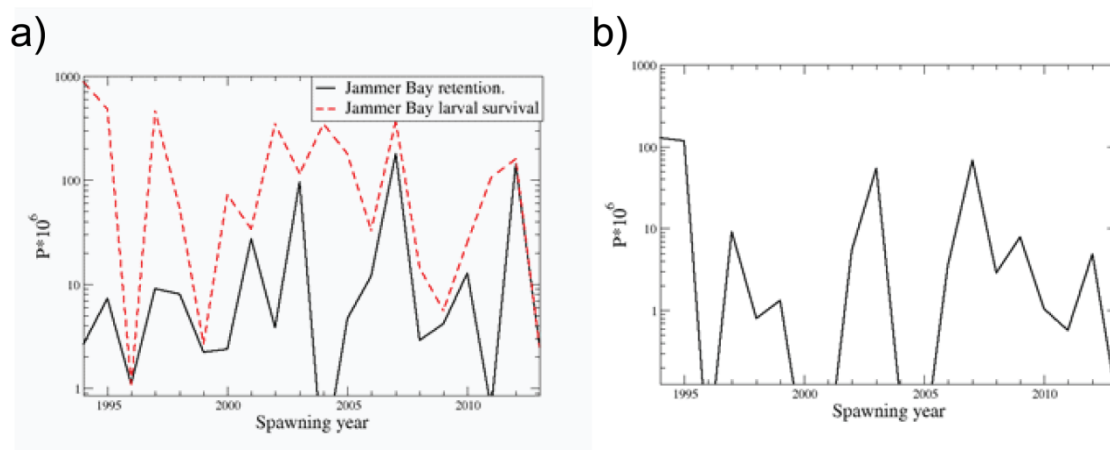 a)
b)
1000
100
10
1
P*10^6
Jammer Bay retention.
Jammer Bay larval survival
1995
2000
2005
2010
Spawning year
1000
100
10
1
P*10^6
1995
2000
2005
2010
Spawning year